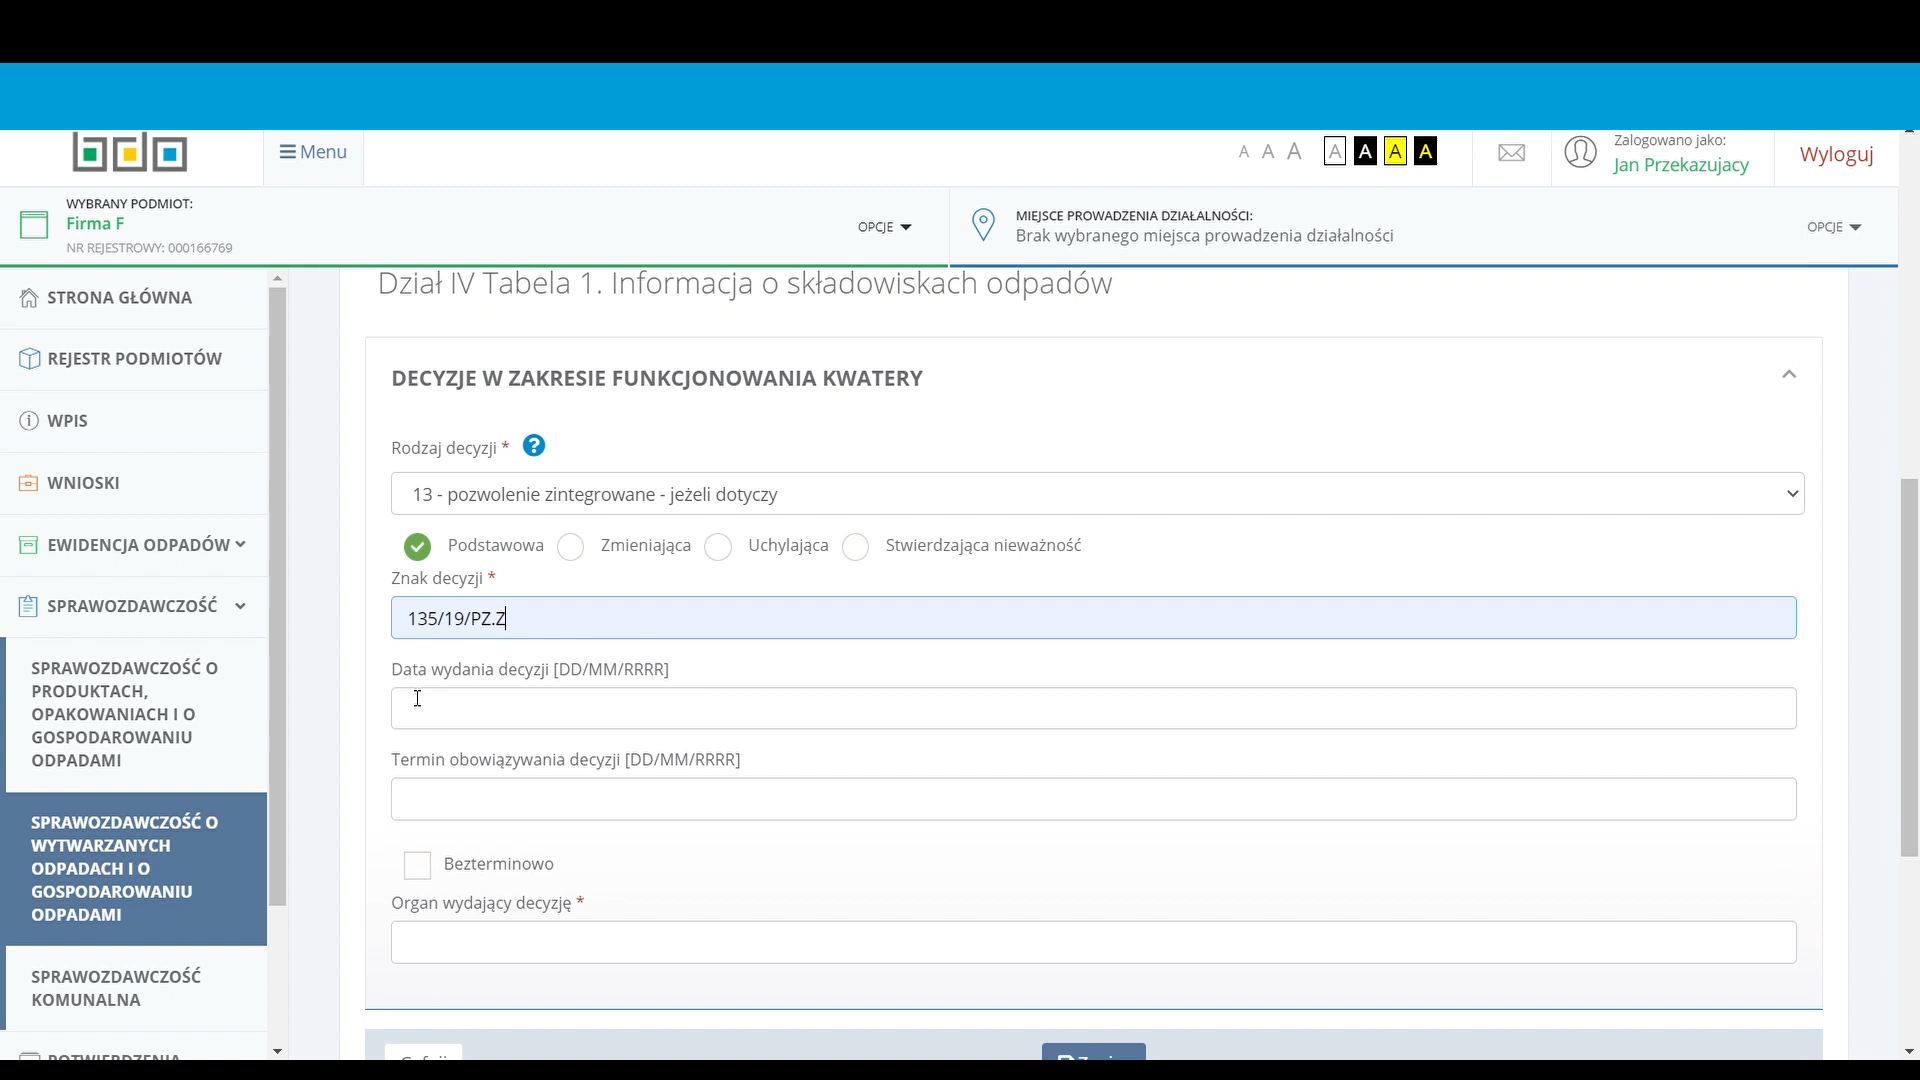 bdo
Menu
A A A A A A A
Zalogowano jako:
Jan Przekazujacy
Wyloguj
WYBRANY PODMIOT:
Firma F
NR REJESTROWY: 000166769
OPCJE
MIEJSCE PROWADZENIA DZIAŁALNOŚCI:
Brak wybranego miejsca prowadzenia działalności
OPCJE
STRONA GŁÓWNA
REJESTR PODMIOTÓW
WPIS
WNIOSKI
EWIDENCJA ODPADÓW
SPRAWOZDAWCZOŚĆ
SPRAWOZDAWCZOŚĆ O
PRODUKTACH,
OPAKOWANIACH I O
GOSPODAROWANIU
ODPADAMI
SPRAWOZDAWCZOŚĆ O
WYTWARZANYCH
ODPADACH I O
GOSPODAROWANIU
ODPADAMI
SPRAWOZDAWCZOŚĆ
KOMUNALNA
Dział IV Tabela 1. Informacja o składowiskach odpadów
DECYZJE W ZAKRESIE FUNKCJONOWANIA KWATERY
Rodzaj decyzji * ?
13 - pozwolenie zintegrowane - jeżeli dotyczy
Podstawowa Zmieniająca Uchylająca Stwierdzająca nieważność
Znak decyzji *
135/19/PZ.Z
Data wydania decyzji [DD/MM/RRRR]
Termin obowiązywania decyzji [DD/MM/RRRR]
Bezterminowo
Organ wydający decyzję *